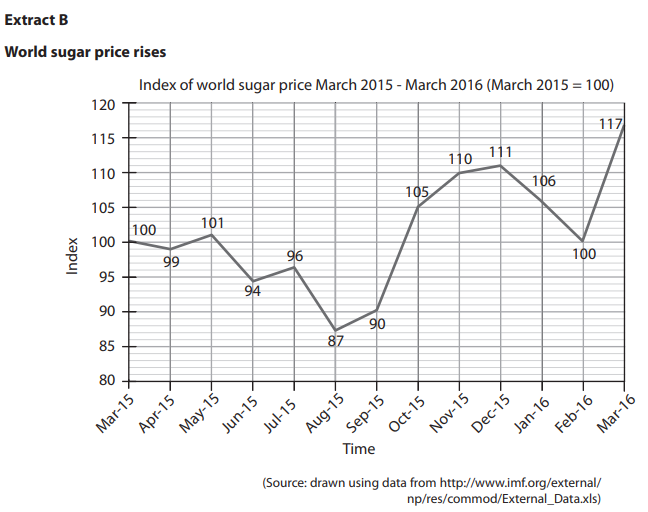 Extract B
World sugar price rises
Index of world sugar price March 2015 - March 2016 (March 2015 = 100)
120
115
110
105
100
95
90
85
80
Index
100
99
101
94
96
87
90
105
110
111
106
100
117
Mar-15
Apr-15
May-15
Jun-15
Jul-15
Aug-15
Sep-15
Oct-15
Nov-15
Dec-15
Jan-16
Feb-16
Mar-16
Time
(Source: drawn using data from http://www.imf.org/external/
np/res/commod/External_Data.xls)